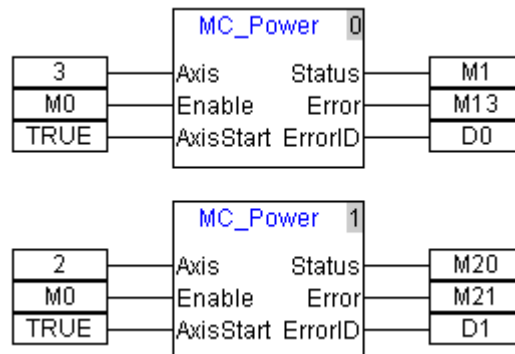 MC_Power 0
3 Axis Status M1
M0 Enable Error M13
TRUE AxisStart ErrorID D0
MC_Power 1
2 Axis Status M20
M0 Enable Error M21
TRUE AxisStart ErrorID D1